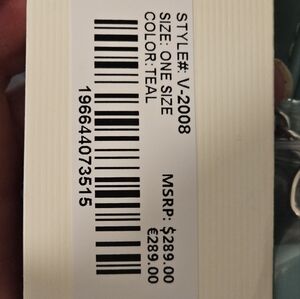 STYLE#: V-2008
SIZE: ONE SIZE
COLOR:TEAL
MSRP: $289.00
€289.00
196644073515